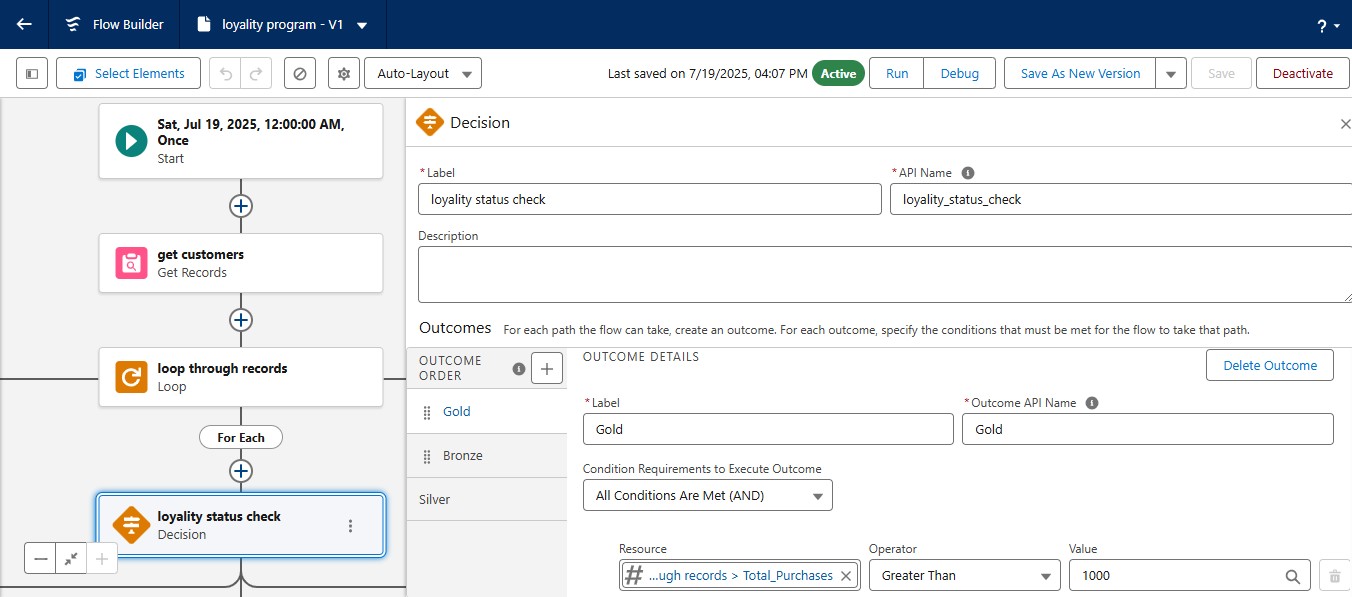 Flow Builder
loyality program - V1
?
Select Elements
Auto-Layout
Last saved on 7/19/2025, 04:07 PM
Active
Run
Debug
Save As New Version
Save
Deactivate
Sat, Jul 19, 2025, 12:00:00 AM,
Once
Start
get customers
Get Records
loop through records
Loop
For Each
loyality status check
Decision
Decision
* Label
loyality status check
* API Name
loyality_status_check
Description
Outcomes
For each path the flow can take, create an outcome. For each outcome, specify the conditions that must be met for the flow to take that path.
OUTCOME
ORDER
Gold
Bronze
Silver
OUTCOME DETAILS
Delete Outcome
* Label
Gold
* Outcome API Name
Gold
Condition Requirements to Execute Outcome
All Conditions Are Met (AND)
Resource
...ugh records > Total_Purchases
Operator
Greater Than
Value
1000